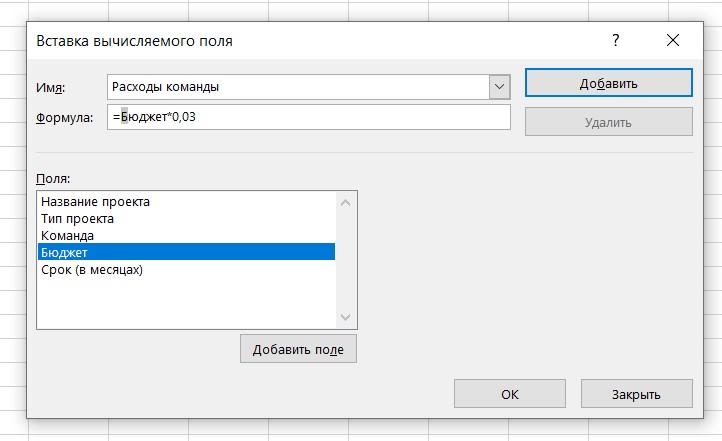 Вставка вычисляемого поля ?
Имя: Расходы команды Добавить
Формула: =Бюджет*0,03 Удалить
Поля:
Название проекта
Тип проекта
Команда
Бюджет
Срок (в месяцах)
Добавить поле
ОК Закрыть